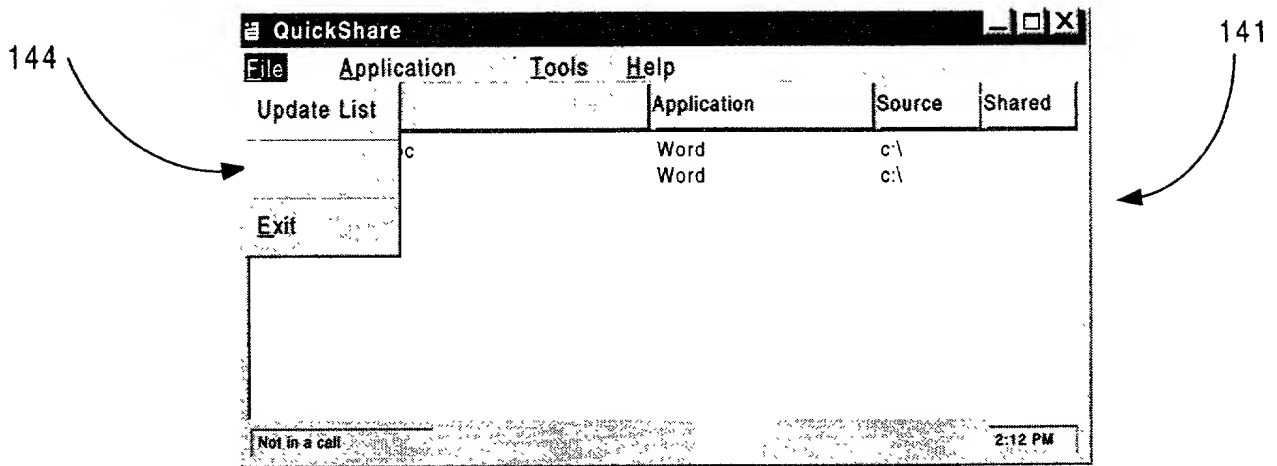 QuickShare
144
141
File Application Tools Help
Update List Application Source Shared
oc Word c:\
Word c:\
Exit
Not in a call 2:12 PM